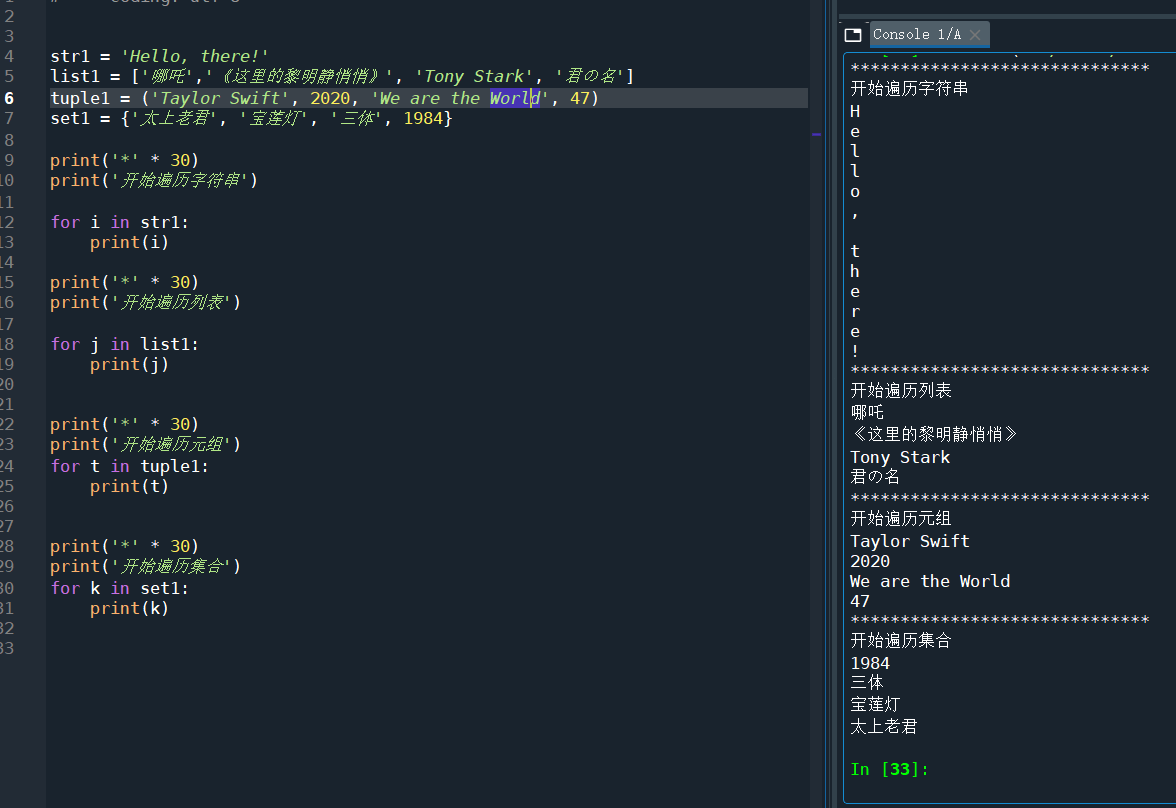 2
3
4 str1 = 'Hello, there!'
5 list1 = ['哪吒','《这里的黎明静悄悄》', 'Tony Stark', '君の名']
6 tuple1 = ('Taylor Swift', 2020, 'We are the World', 47)
7 set1 = {'太上老君', '宝莲灯', '三体', 1984}
8
9 print('*' * 30)
10 print('开始遍历字符串')
11
12 for i in str1:
13     print(i)
14
15 print('*' * 30)
16 print('开始遍历列表')
17
18 for j in list1:
19     print(j)
20
21
22 print('*' * 30)
23 print('开始遍历元组')
24 for t in tuple1:
25     print(t)
26
27
28 print('*' * 30)
29 print('开始遍历集合')
30 for k in set1:
31     print(k)
32
33
Console 1/A
******************************
开始遍历字符串
H
e
l
l
o
,
t
h
e
r
e
!
******************************
开始遍历列表
哪吒
《这里的黎明静悄悄》
Tony Stark
君の名
******************************
开始遍历元组
Taylor Swift
2020
We are the World
47
******************************
开始遍历集合
1984
三体
宝莲灯
太上老君
In [33]: